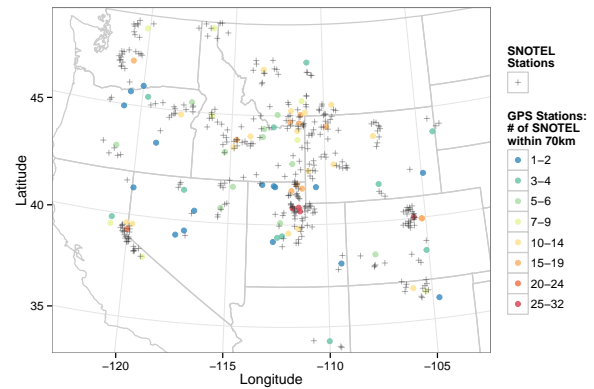 45
40
35
Latitude
−120
−115
−110
−105
Longitude
SNOTEL
Stations
GPS Stations:
# of SNOTEL
within 70km
1−2
3−4
5−6
7−9
10−14
15−19
20−24
25−32